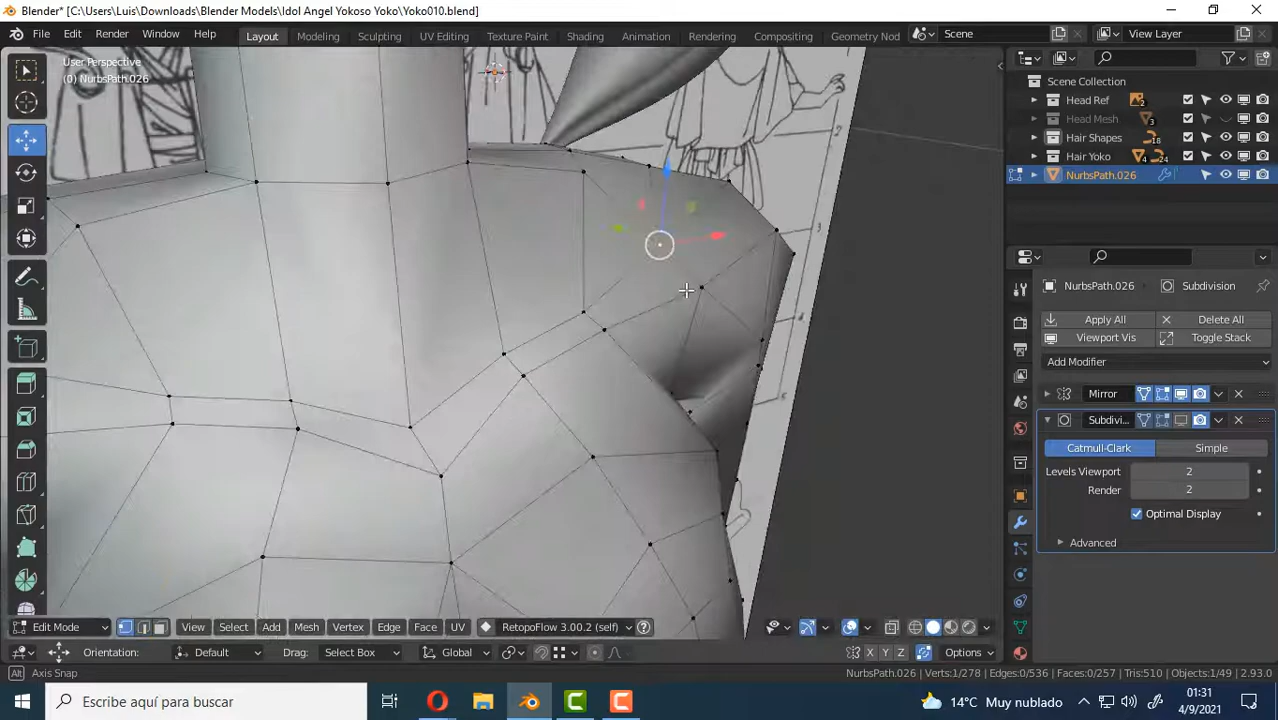 Blender* [C:\Users\Luis\Downloads\Blender Models\Idol Angel Yokoso Yoko\Yoko010.blend]
File Edit Render Window Help Layout Modeling Sculpting UV Editing Texture Paint Shading Animation Rendering Compositing Geometry Nod Scene View Layer
User Perspective
(0) NurbsPath.026
Scene Collection
Head Ref 2
Head Mesh 3
Hair Shapes 18
Hair Yoko 4 24
NurbsPath.026
NurbsPath.026 Subdivision
Apply All Delete All
Viewport Vis Toggle Stack
Add Modifier
Mirror
Subdivi...
Catmull-Clark Simple
Levels Viewport 2
Render 2
Optimal Display
Advanced
Edit Mode View Select Add Mesh Vertex Edge Face UV RetopoFlow 3.00.2 (self)
Orientation: Default Drag: Select Box Global X Y Z Options
Alt Axis Snap NurbsPath.026 | Verts:1/278 | Edges:0/536 | Faces:0/257 | Tris:510 | Objects:1/49 | 2.93.0
Escribe aquí para buscar 14°C Muy nublado 01:31
4/9/2021